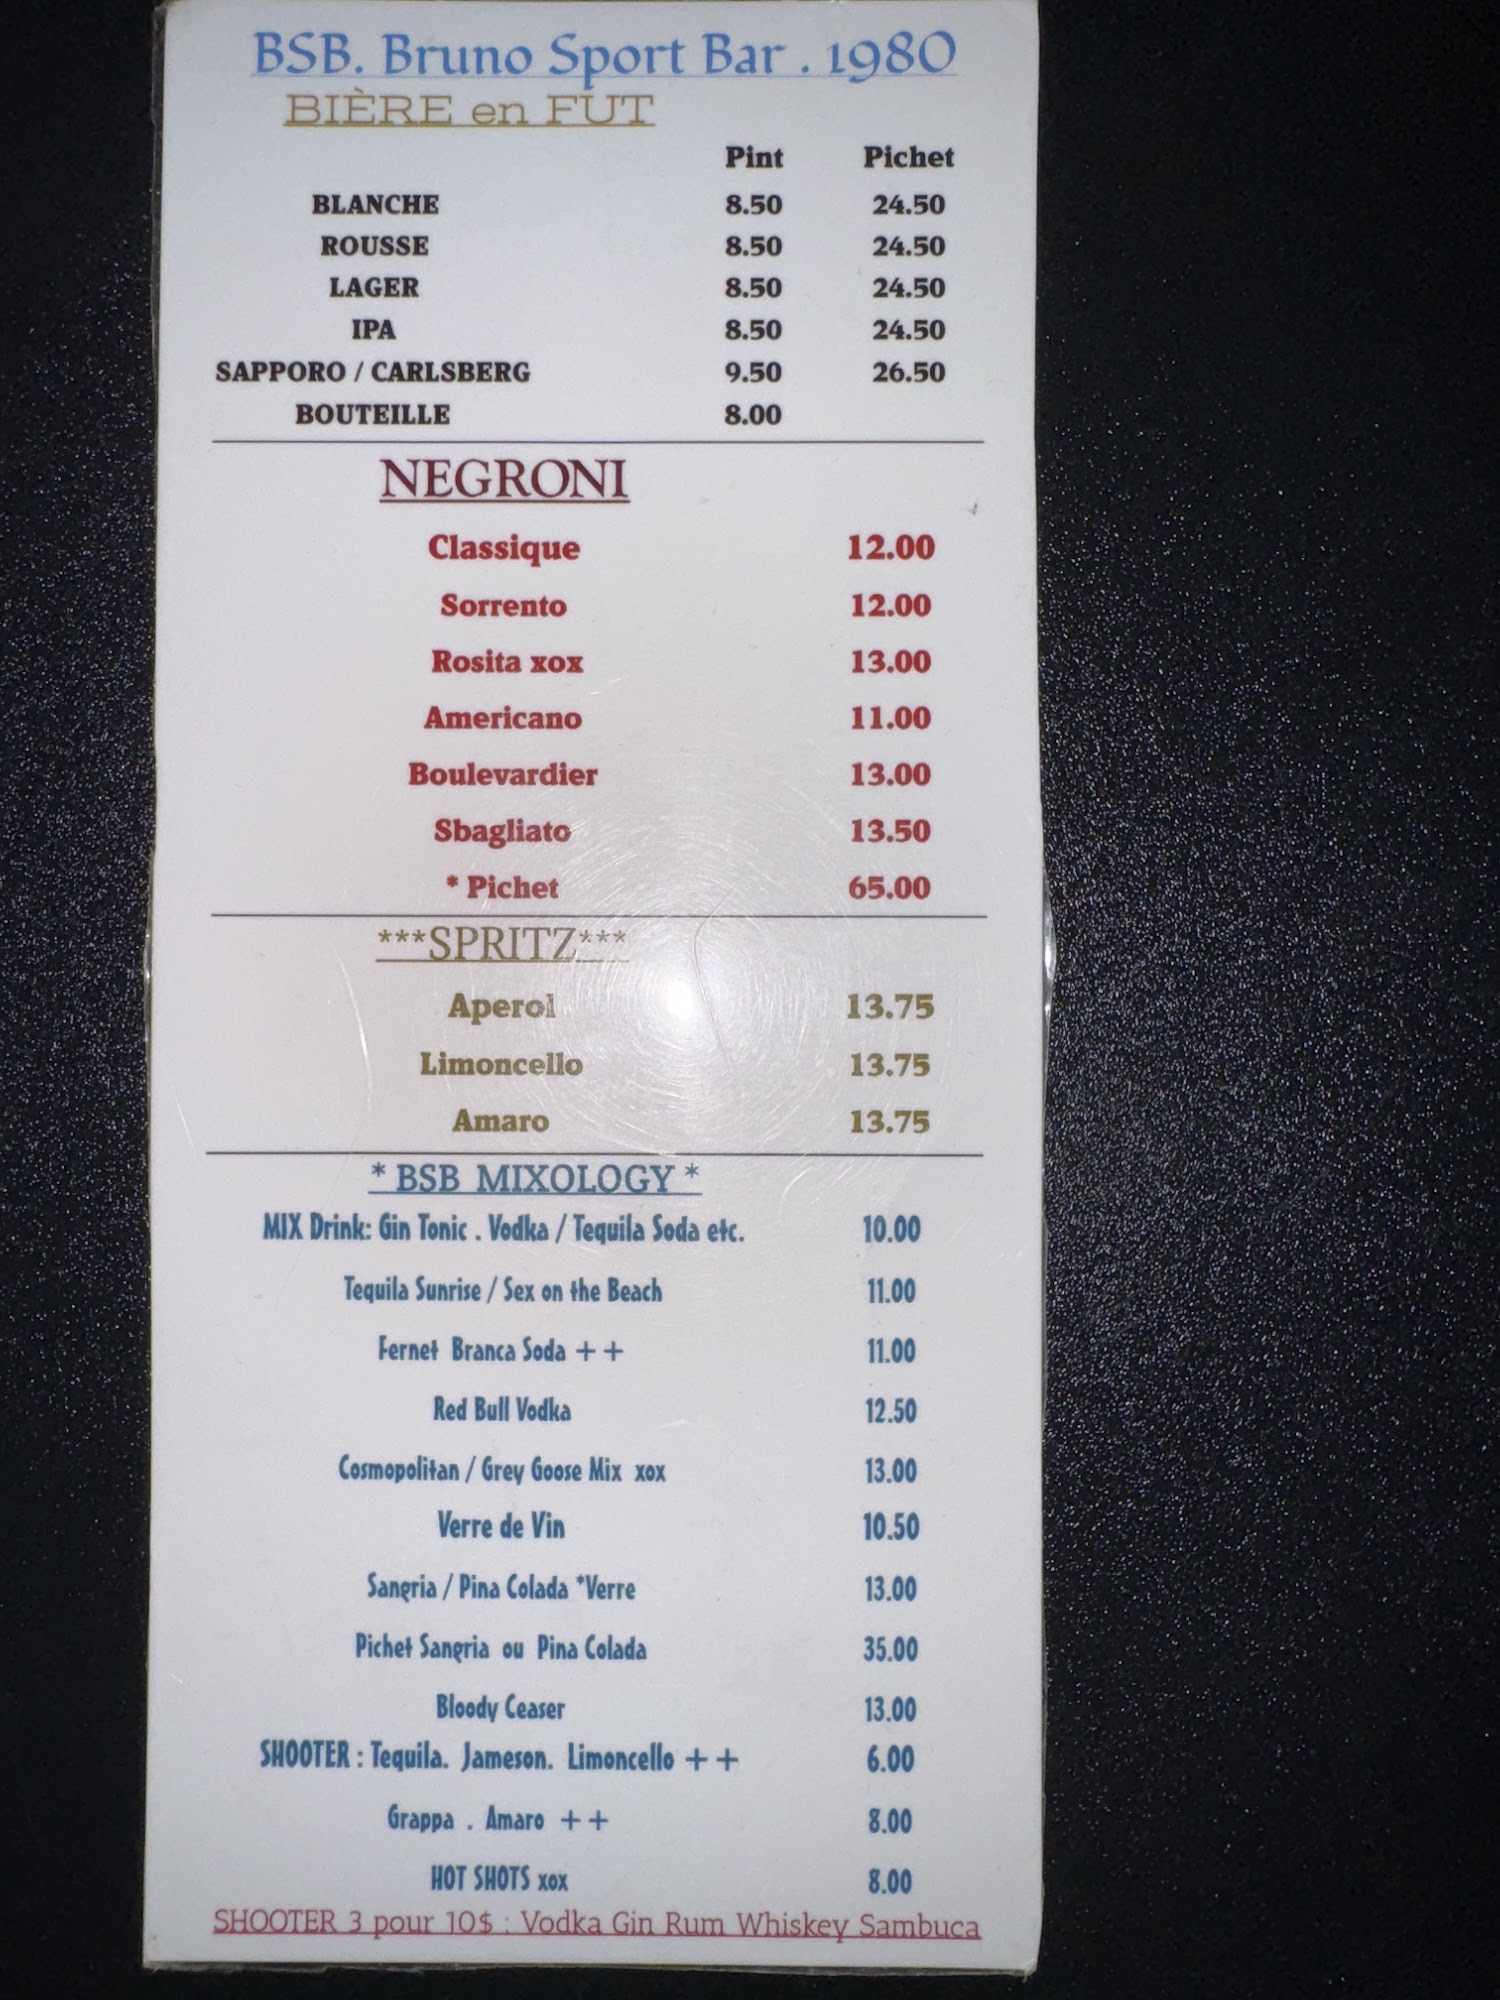 BSB. Bruno Sport Bar . 1980
BIÈRE en FUT
Pint Pichet
BLANCHE 8.50 24.50
ROUSSE 8.50 24.50
LAGER 8.50 24.50
IPA 8.50 24.50
SAPPORO / CARLSBERG 9.50 26.50
BOUTEILLE 8.00
NEGRONI
Classique 12.00
Sorrento 12.00
Rosita xox 13.00
Americano 11.00
Boulevardier 13.00
Sbagliato 13.50
* Pichet 65.00
***SPRITZ***
Aperol 13.75
Limoncello 13.75
Amaro 13.75
* BSB MIXOLOGY *
MIX Drink: Gin Tonic . Vodka / Tequila Soda etc. 10.00
Tequila Sunrise / Sex on the Beach 11.00
Fernet Branca Soda ++ 11.00
Red Bull Vodka 12.50
Cosmopolitan / Grey Goose Mix xox 13.00
Verre de Vin 10.50
Sangria / Pina Colada *Verre 13.00
Pichet Sangria ou Pina Colada 35.00
Bloody Ceaser 13.00
SHOOTER : Tequila. Jameson. Limoncello ++ 6.00
Grappa . Amaro ++ 8.00
HOT SHOTS xox 8.00
SHOOTER 3 pour 10$ : Vodka Gin Rum Whiskey Sambuca